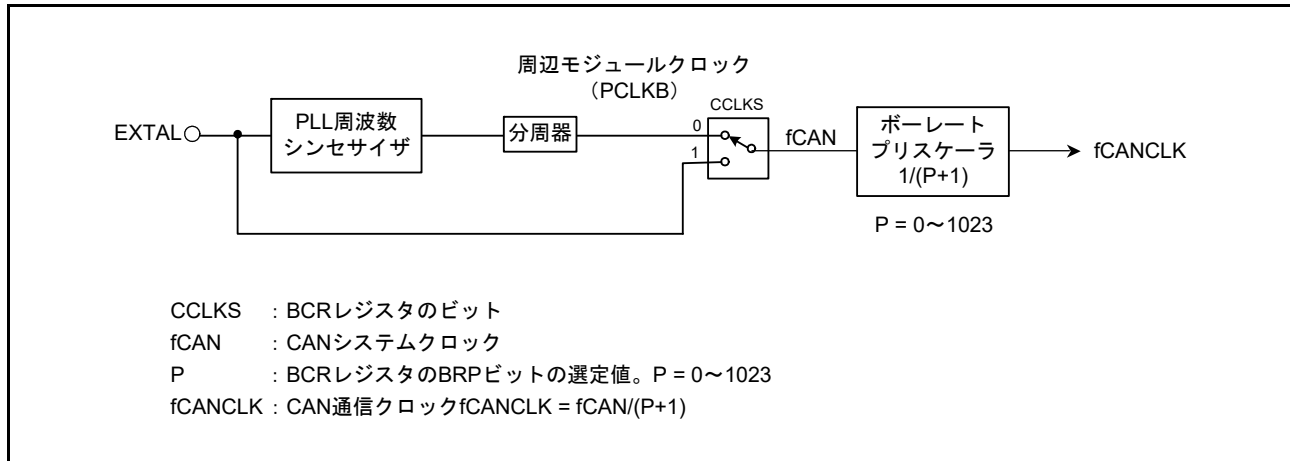 周辺モジュールクロック
（PCLKB）
CCLKS
EXTAL
PLL周波数
シンセサイザ
分周器
0
1
fCAN
ボーレート
プリスケーラ
1/(P+1)
fCANCLK
P = 0～1023
CCLKS ：BCRレジスタのビット
fCAN ：CANシステムクロック
P ：BCRレジスタのBRPビットの選定値。P = 0～1023
fCANCLK：CAN通信クロックfCANCLK = fCAN/(P+1)